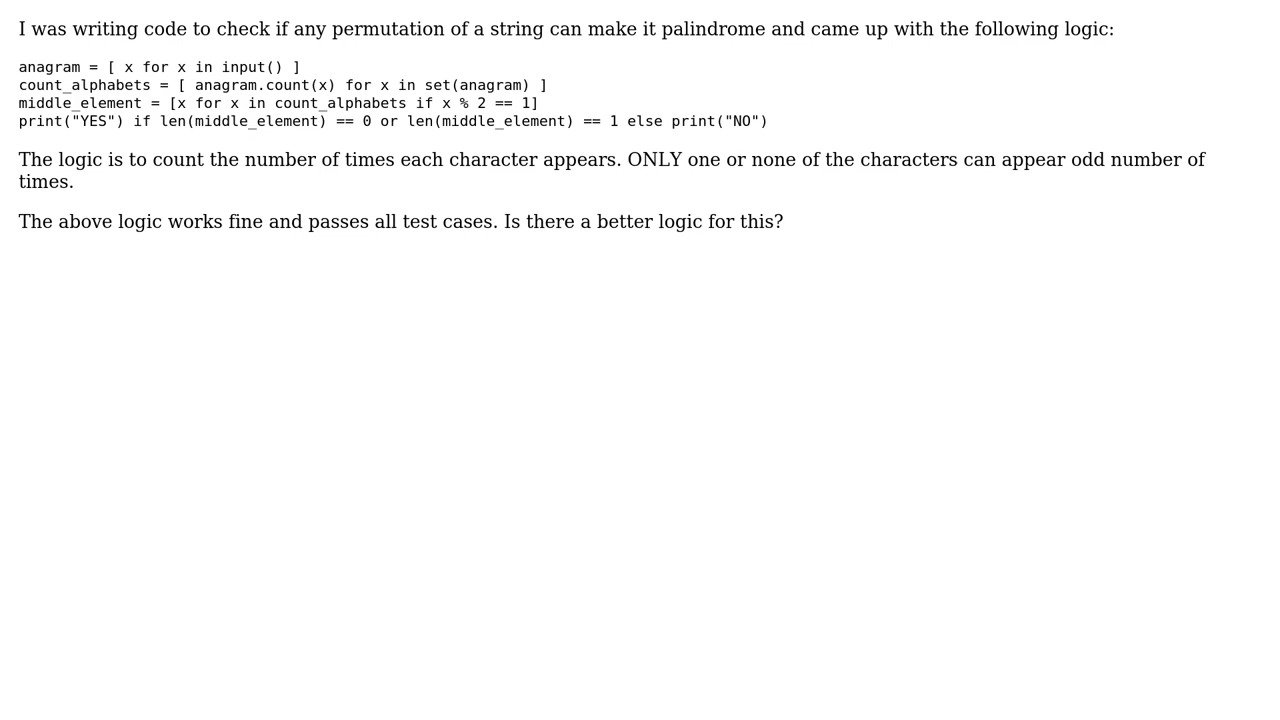 I was writing code to check if any permutation of a string can make it palindrome and came up with the following logic:
anagram = [ x for x in input() ]
count_alphabets = [ anagram.count(x) for x in set(anagram) ]
middle_element = [x for x in count_alphabets if x % 2 == 1]
print("YES") if len(middle_element) == 0 or len(middle_element) == 1 else print("NO")
The logic is to count the number of times each character appears. ONLY one or none of the characters can appear odd number of
times.
The above logic works fine and passes all test cases. Is there a better logic for this?